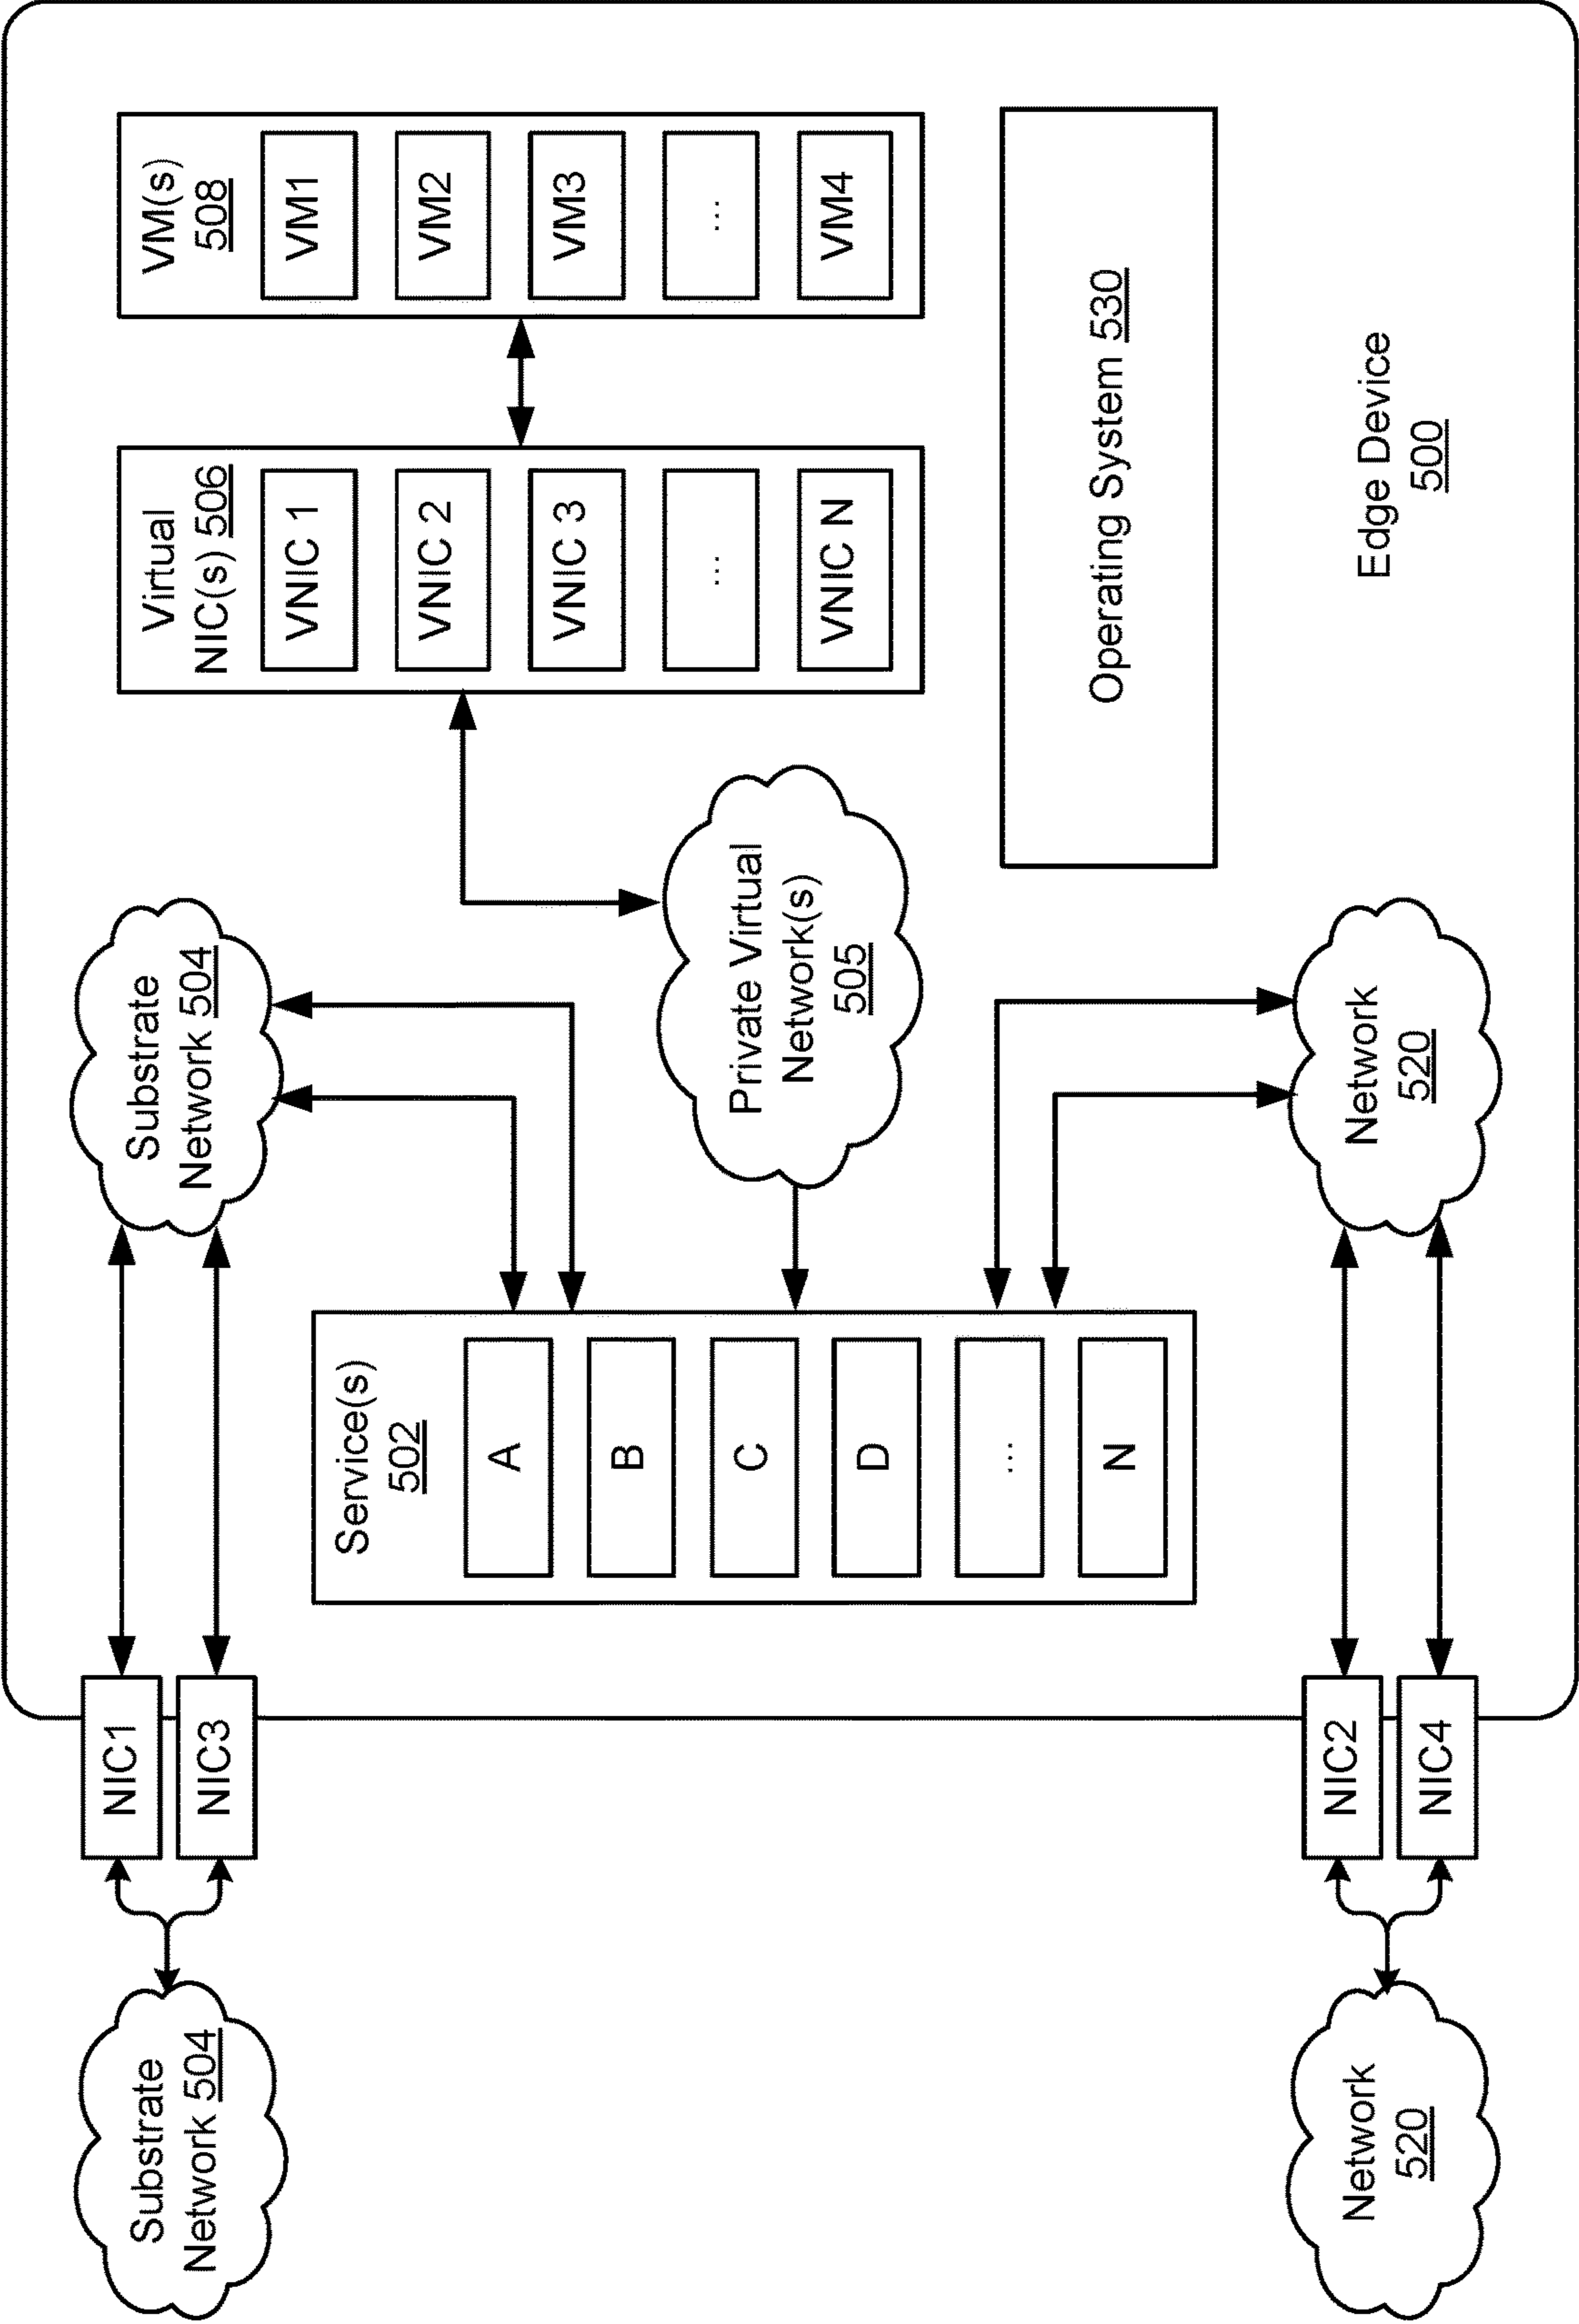 Substrate
Network 504
NIC1
NIC3
Substrate
Network 504
Service(s)
502
A
B
C
D
...
N
Private Virtual
Network(s)
505
Virtual
NIC(s) 506
VNIC 1
VNIC 2
VNIC 3
...
VNIC N
VM(s)
508
VM1
VM2
VM3
...
VM4
Operating System 530
Network
520
NIC2
NIC4
Network
520
Edge Device
500